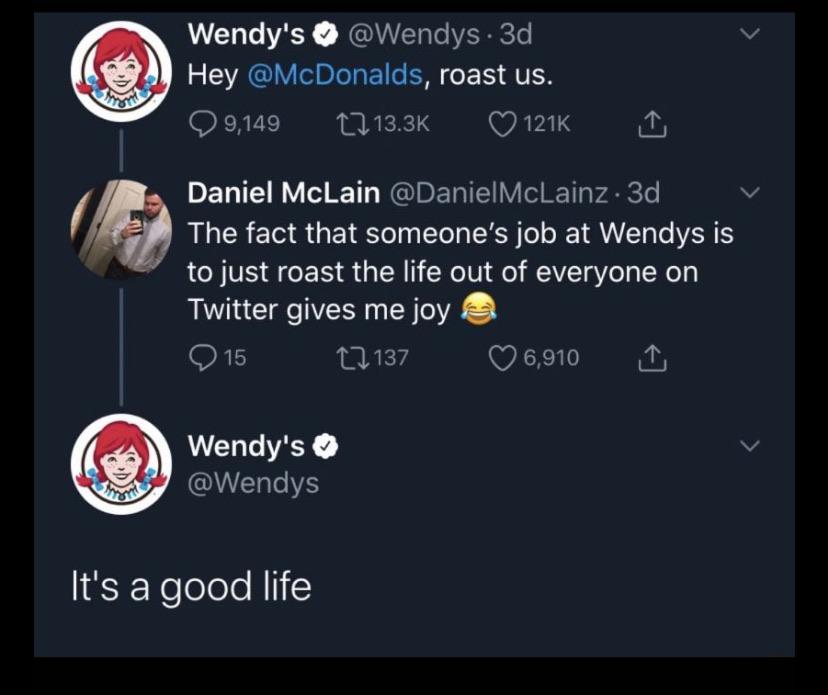 Wendy's @Wendys · 3d
Hey @McDonalds, roast us.
9,149 13.3K 121K
Daniel McLain @DanielMcLainz · 3d
The fact that someone’s job at Wendys is
to just roast the life out of everyone on
Twitter gives me joy 😂
15 137 6,910
Wendy's
@Wendys
It's a good life